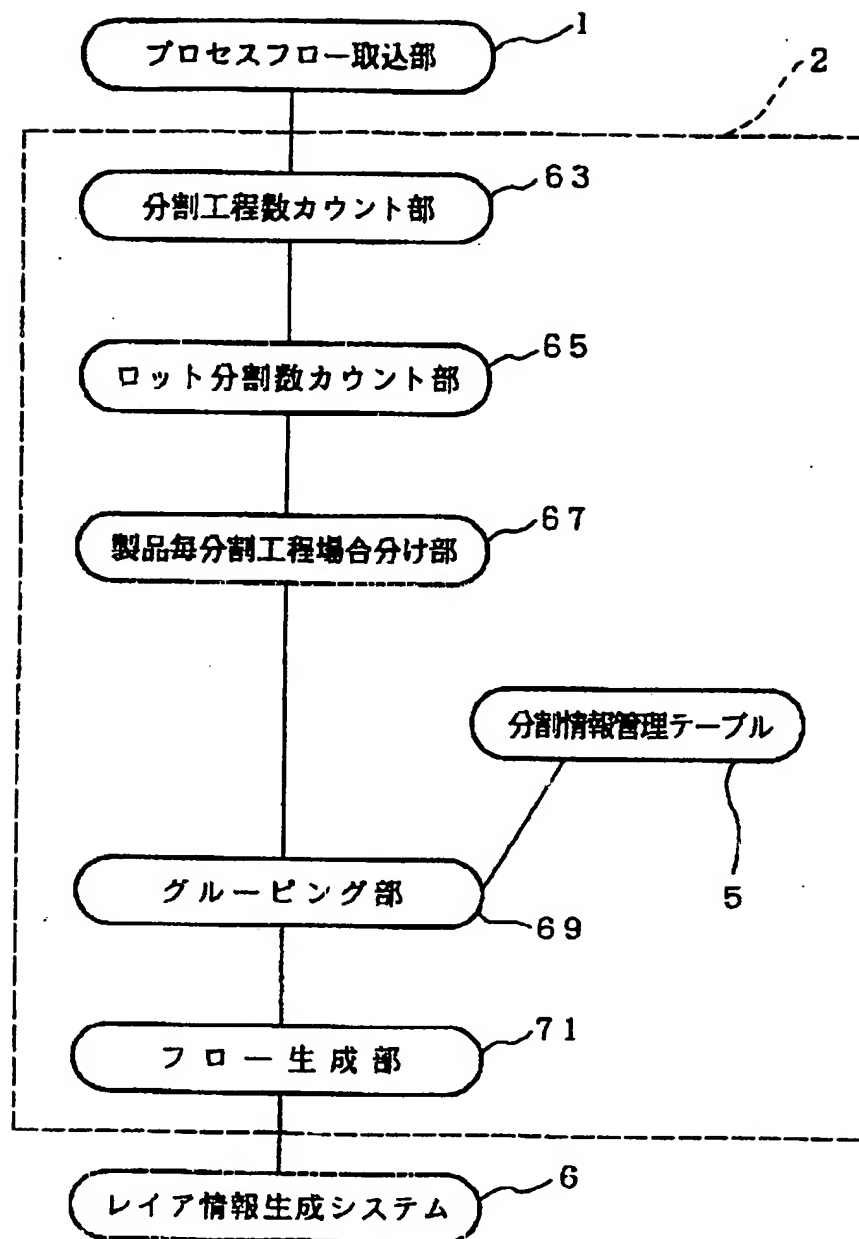 プロセスフロー取込部
1
2
分割工程数カウント部
63
ロット分割数カウント部
65
製品毎分割工程場合分け部
67
分割情報管理テーブル
5
グルーピング部
69
フロー生成部
71
レイア情報生成システム
6